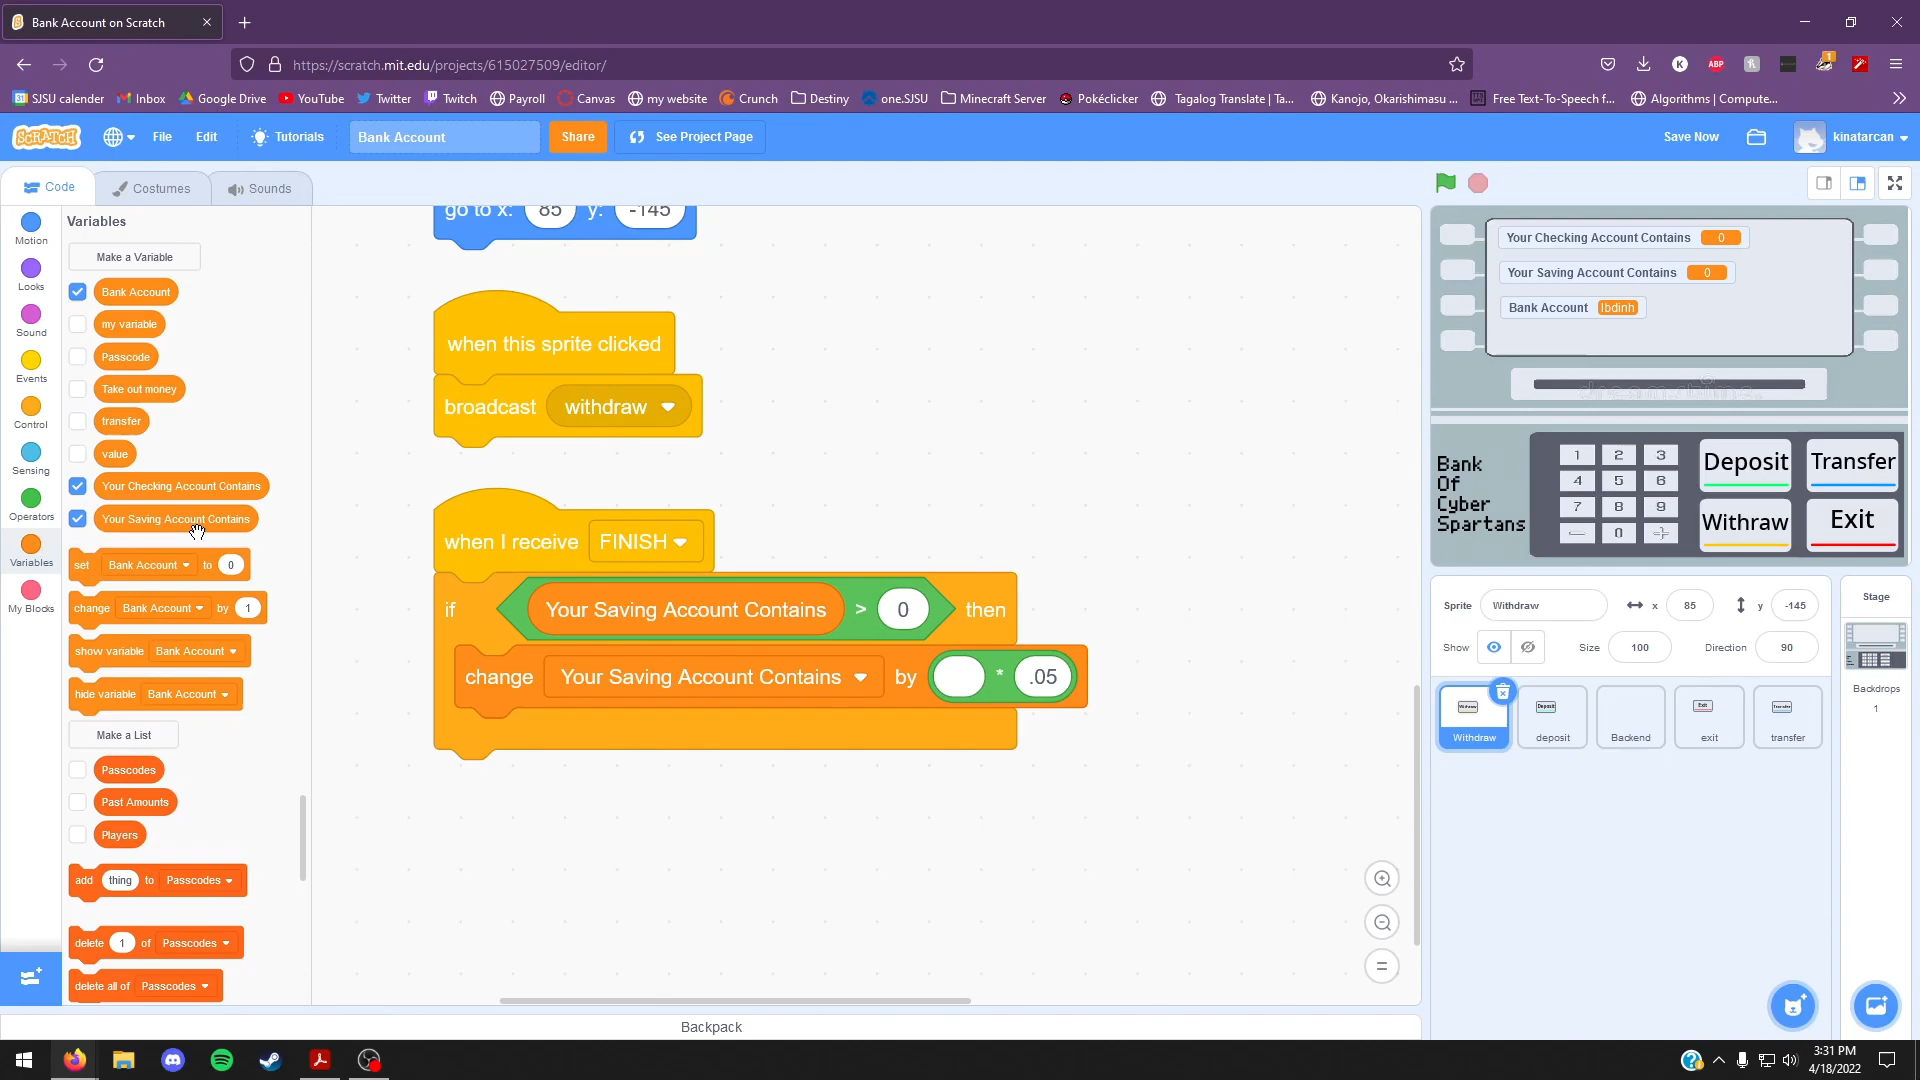 Bank Account on Scratch
https://scratch.mit.edu/projects/615027509/editor/
SJSU calender Inbox Google Drive YouTube Twitter Twitch Payroll Canvas my website Crunch Destiny one.SJSU Minecraft Server Pokéclicker Tagalog Translate | Ta... Kanojo, Okarishimasu ... Free Text-To-Speech f... Algorithms | Compute...
SCRATCH File Edit Tutorials Bank Account Share See Project Page Save Now kinatarcan
Code Costumes Sounds
Motion
Looks
Sound
Events
Control
Sensing
Operators
Variables
My Blocks
Variables
Make a Variable
Bank Account
my variable
Passcode
Take out money
transfer
value
Your Checking Account Contains
Your Saving Account Contains
set Bank Account to 0
change Bank Account by 1
show variable Bank Account
hide variable Bank Account
Make a List
Passcodes
Past Amounts
Players
add thing to Passcodes
delete 1 of Passcodes
delete all of Passcodes
go to x: 85 y: -145
when this sprite clicked
broadcast withdraw
when I receive FINISH
if Your Saving Account Contains > 0 then
change Your Saving Account Contains by * .05
Backpack
Your Checking Account Contains 0
Your Saving Account Contains 0
Bank Account lbdinh
dreamstime
Bank
Of
Cyber
Spartans
1 2 3
4 5 6
7 8 9
0
Deposit Transfer
Withraw Exit
Sprite Withdraw x 85 y -145
Show Size 100 Direction 90
Withdraw deposit Backend exit transfer
Stage
Backdrops
1
ABP
K
1
3:31 PM
4/18/2022